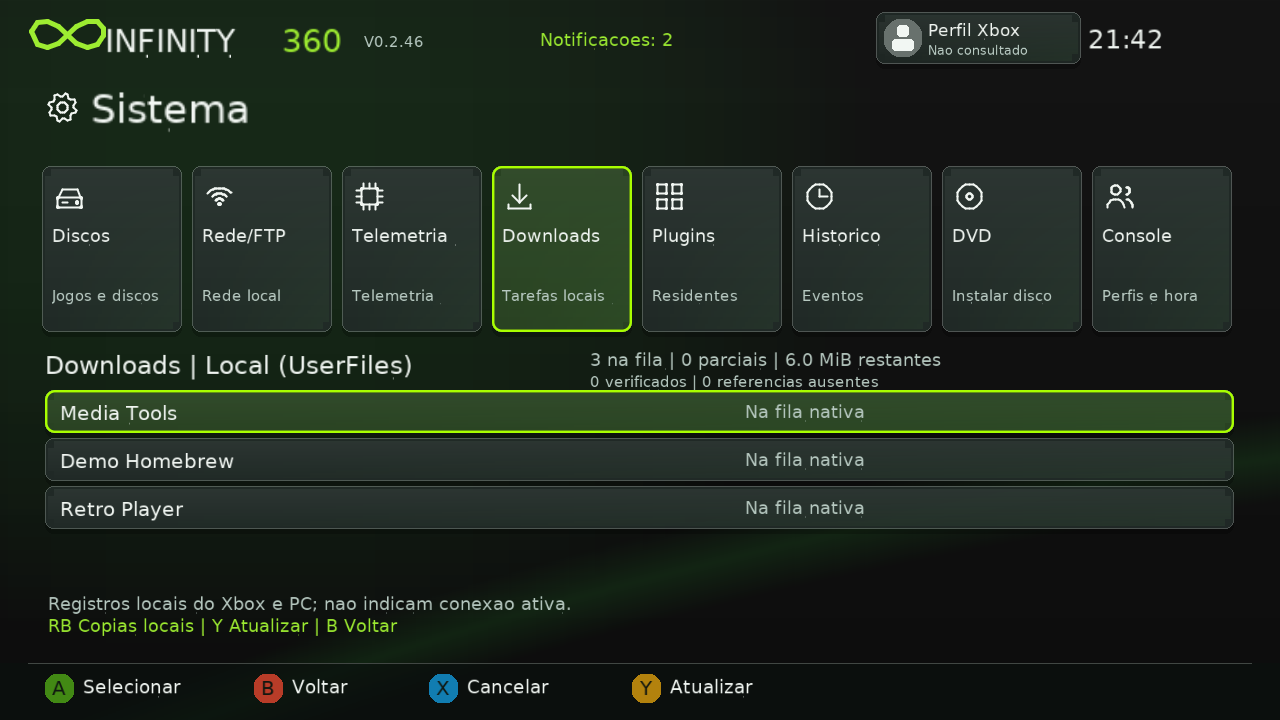 INFINITY 360 V0.2.46 Notificacoes: 2 Perfil Xbox 21:42
Nao consultado
Sistema
Discos Rede/FTP Telemetria Downloads Plugins Historico DVD Console
Jogos e discos Rede local Telemetria Tarefas locais Residentes Eventos Instalar disco Perfis e hora
Downloads | Local (UserFiles) 3 na fila | 0 parciais | 6.0 MiB restantes
0 verificados | 0 referencias ausentes
Media Tools Na fila nativa
Demo Homebrew Na fila nativa
Retro Player Na fila nativa
Registros locais do Xbox e PC; nao indicam conexao ativa.
RB Copias locais | Y Atualizar | B Voltar
A Selecionar B Voltar X Cancelar Y Atualizar